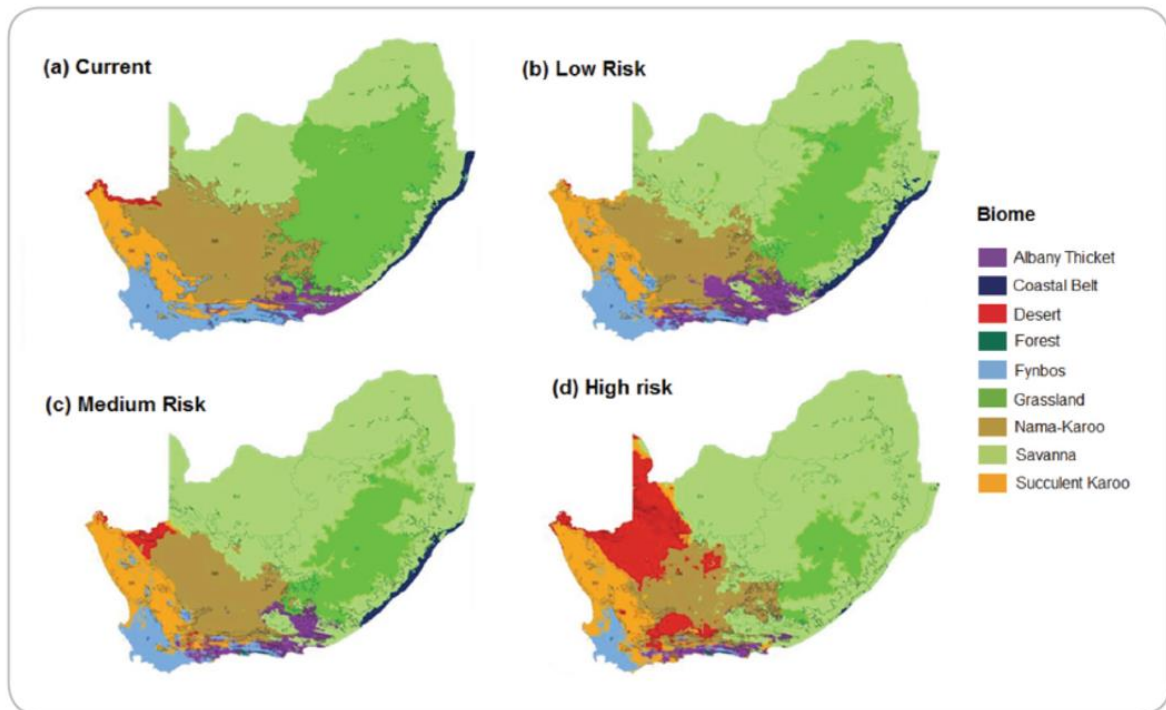 (a) Current
(b) Low Risk
Biome
Albany Thicket
Coastal Belt
Desert
Forest
Fynbos
Grassland
Nama-Karoo
Savanna
Succulent Karoo
(c) Medium Risk
(d) High risk